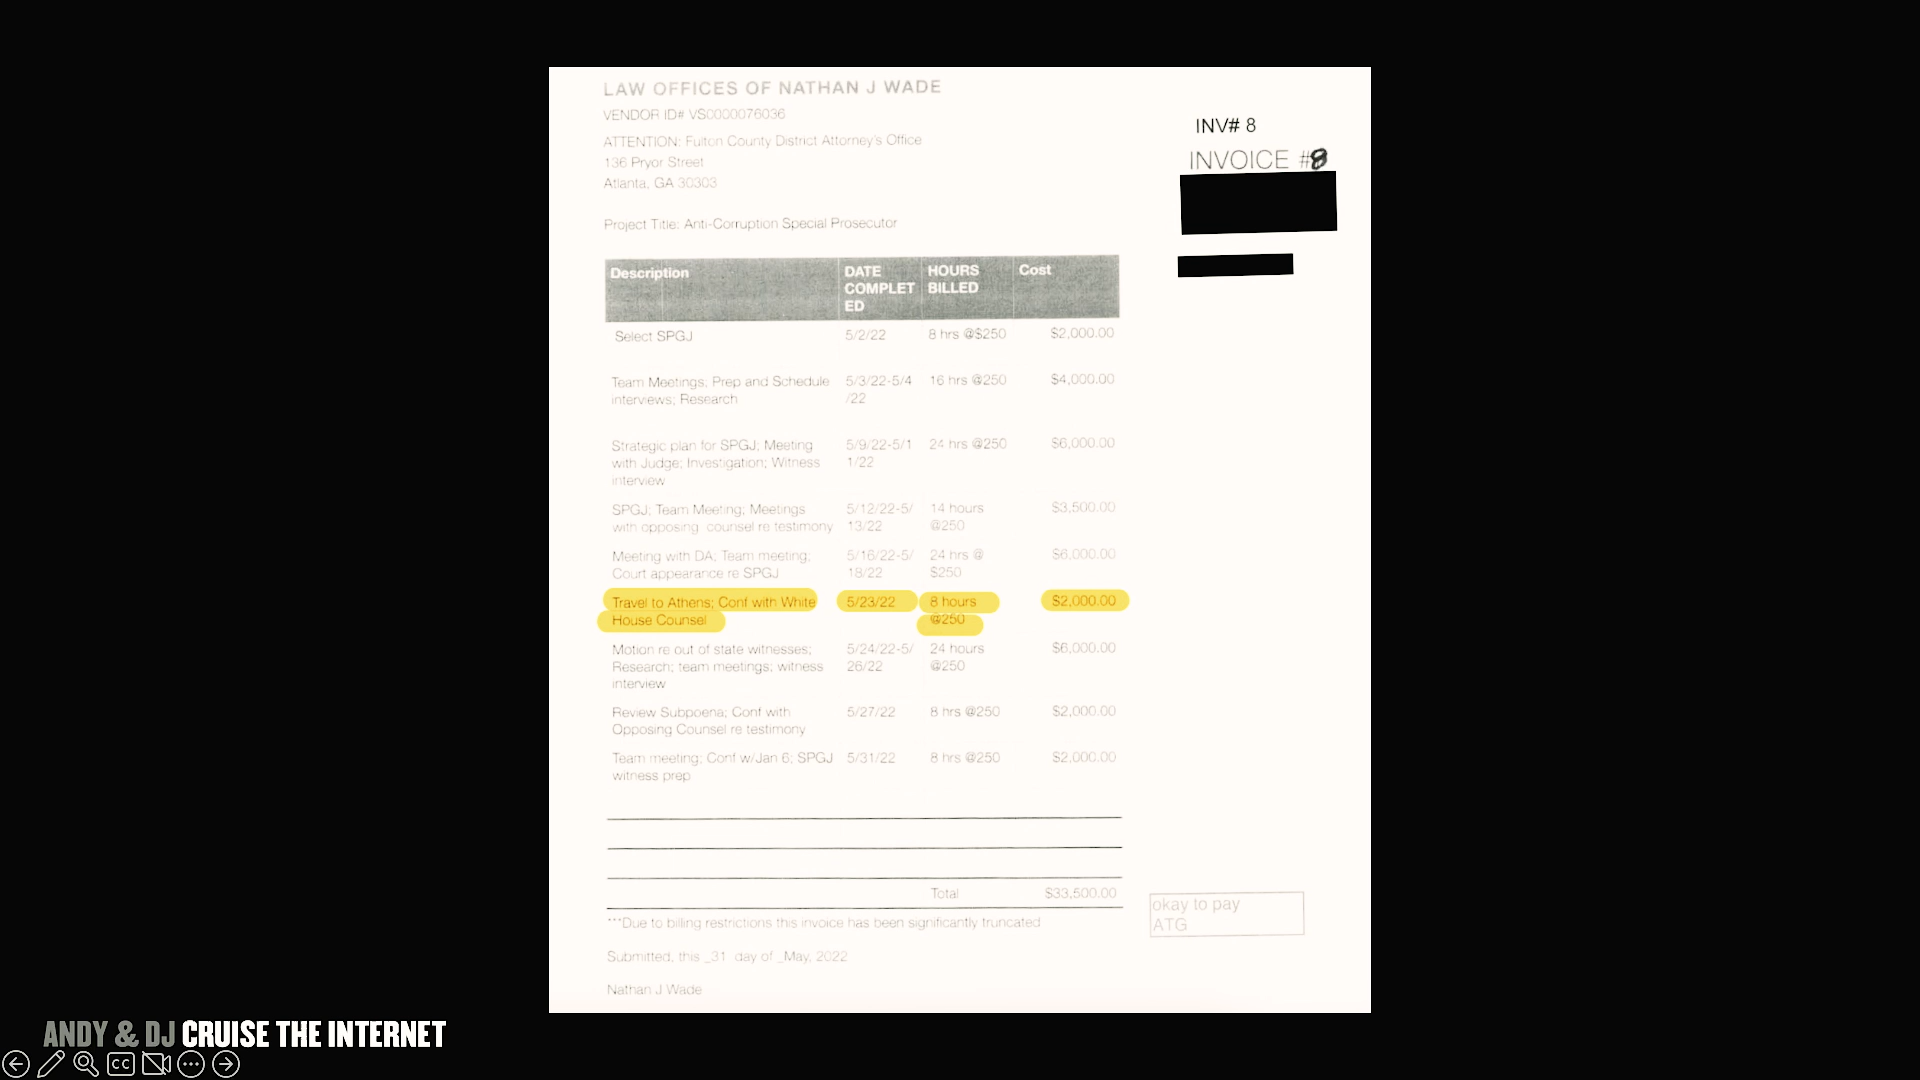 LAW OFFICES OF NATHAN J WADE
VENDOR ID# VS0000076036
ATTENTION: Fulton County District Attorney's Office
136 Pryor Street
Atlanta, GA 30303
INV# 8
INVOICE #8
Project Title: Anti-Corruption Special Prosecutor
Description DATE COMPLET ED HOURS BILLED Cost
Select SPGJ 5/2/22 8 hrs @$250 $2,000.00
Team Meetings; Prep and Schedule 5/3/22-5/4 16 hrs @250 $4,000.00
interviews; Research /22
Strategic plan for SPGJ; Meeting 5/9/22-5/1 24 hrs @250 $6,000.00
with Judge; Investigation; Witness 1/22
interview
SPGJ; Team Meeting; Meetings 5/12/22-5/ 14 hours $3,500.00
with opposing counsel re testimony 13/22 @250
Meeting with DA; Team meeting; 5/16/22-5/ 24 hrs @ $6,000.00
Court appearance re SPGJ 18/22 $250
Travel to Athens; Conf with White 5/23/22 8 hours $2,000.00
House Counsel @250
Motion re out of state witnesses; 5/24/22-5/ 24 hours $6,000.00
Research; team meetings; witness 26/22 @250
interview
Review Subpoena; Conf with 5/27/22 8 hrs @250 $2,000.00
Opposing Counsel re testimony
Team meeting; Conf w/Jan 6; SPGJ 5/31/22 8 hrs @250 $2,000.00
witness prep
Total $33,500.00
***Due to billing restrictions this invoice has been significantly truncated
okay to pay
ATG
Submitted, this _31 day of _May, 2022
Nathan J Wade
ANDY & DJ CRUISE THE INTERNET
CC